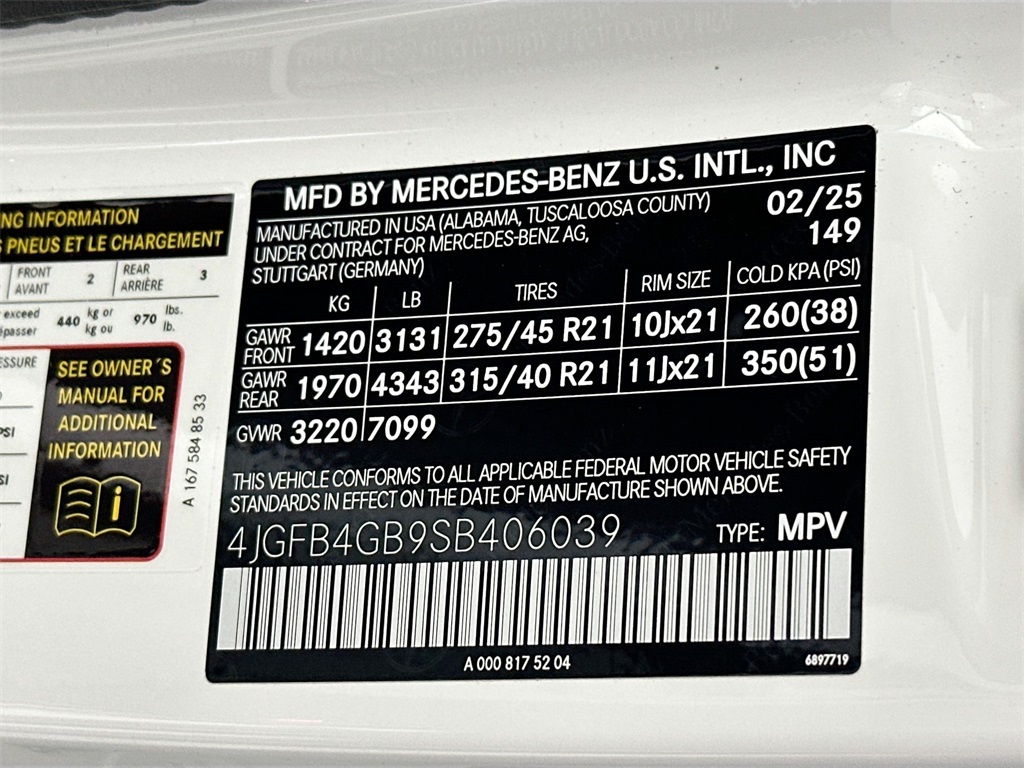 NG INFORMATION
S PNEUS ET LE CHARGEMENT
FRONT
AVANT
2
REAR
ARRIÈRE
3
exceed
440 kg or
kg ou
970 lbs.
lb.
SEE OWNER´S
MANUAL FOR
ADDITIONAL
INFORMATION
i
A 167 584 85 33
MFD BY MERCEDES-BENZ U.S. INTL., INC
MANUFACTURED IN USA (ALABAMA, TUSCALOOSA COUNTY) 02/25
UNDER CONTRACT FOR MERCEDES-BENZ AG, 149
STUTTGART (GERMANY)
KG LB TIRES RIM SIZE COLD KPA (PSI)
GAWR
FRONT 1420 3131 275/45 R21 10Jx21 260(38)
GAWR
REAR 1970 4343 315/40 R21 11Jx21 350(51)
GVWR 3220 7099
THIS VEHICLE CONFORMS TO ALL APPLICABLE FEDERAL MOTOR VEHICLE SAFETY
STANDARDS IN EFFECT ON THE DATE OF MANUFACTURE SHOWN ABOVE.
4JGFB4GB9SB406039 TYPE: MPV
A 000 817 52 04
6897719